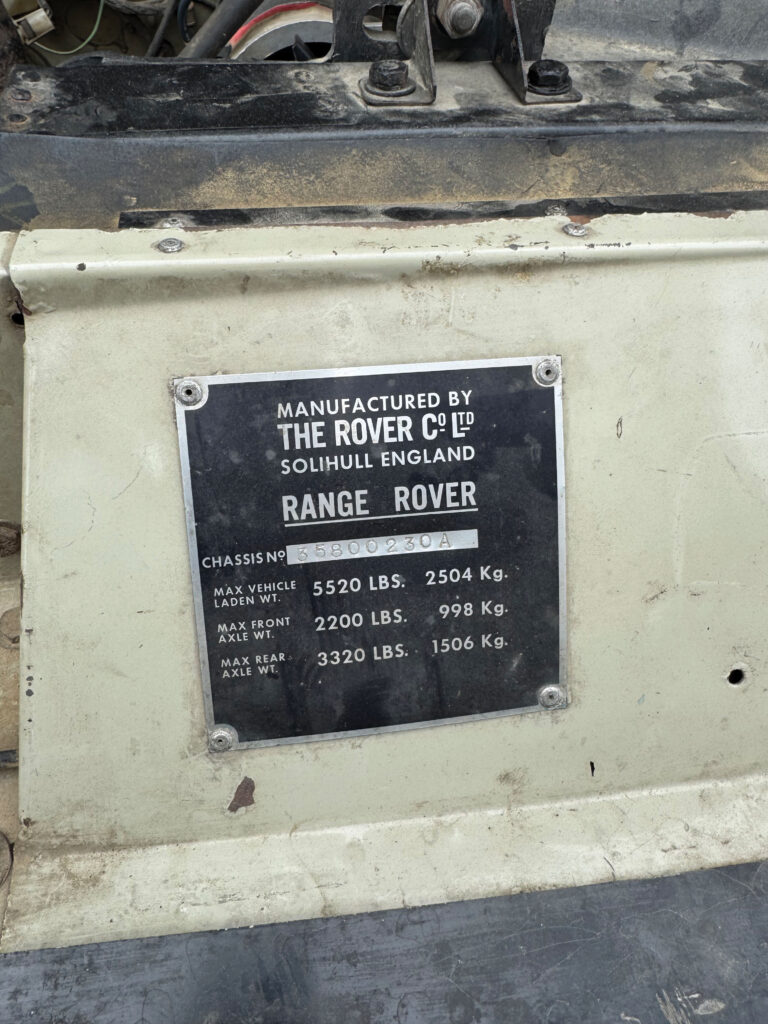 MANUFACTURED BY
THE ROVER Cº LTD
SOLIHULL ENGLAND
RANGE ROVER
CHASSIS Nº 35800230A
MAX VEHICLE LADEN WT. 5520 LBS. 2504 Kg.
MAX FRONT AXLE WT. 2200 LBS. 998 Kg.
MAX REAR AXLE WT. 3320 LBS. 1506 Kg.